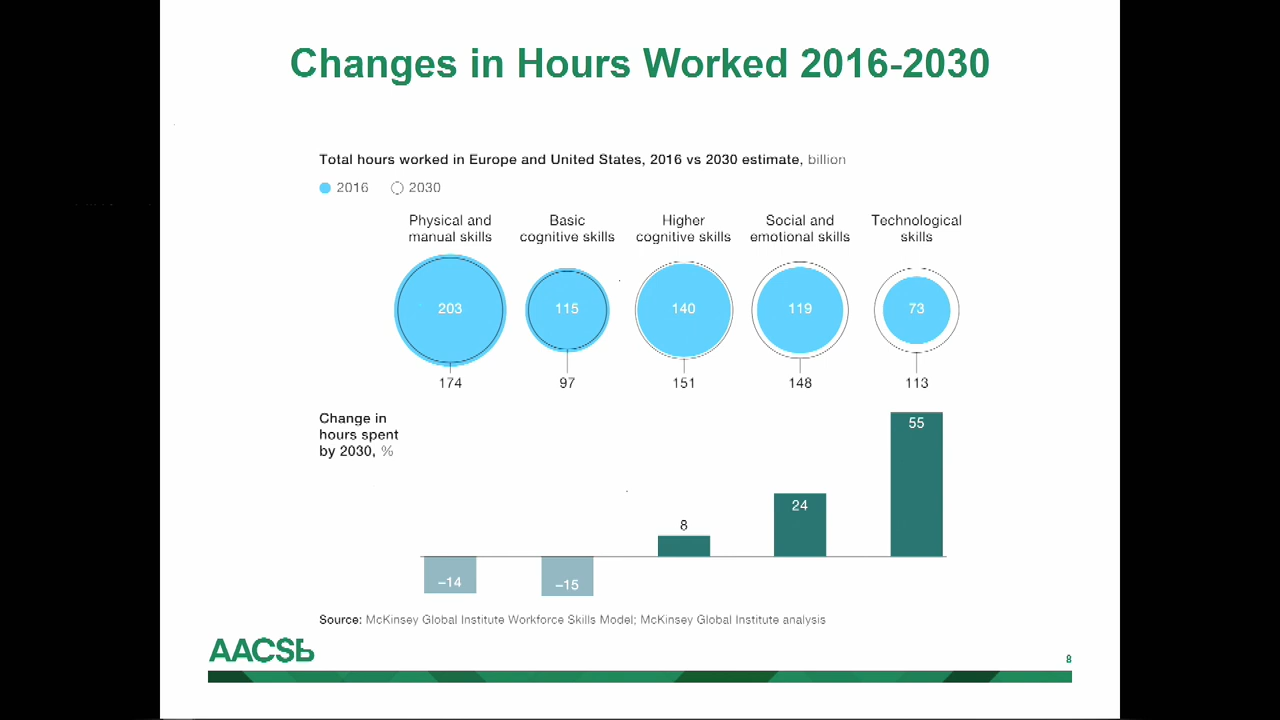 Changes in Hours Worked 2016-2030
Total hours worked in Europe and United States, 2016 vs 2030 estimate, billion
2016 2030
Physical and manual skills
Basic cognitive skills
Higher cognitive skills
Social and emotional skills
Technological skills
203 115 140 119 73
174 97 151 148 113
Change in
hours spent
by 2030, %
–14 –15 8 24 55
Source: McKinsey Global Institute Workforce Skills Model; McKinsey Global Institute analysis
AACSB
8